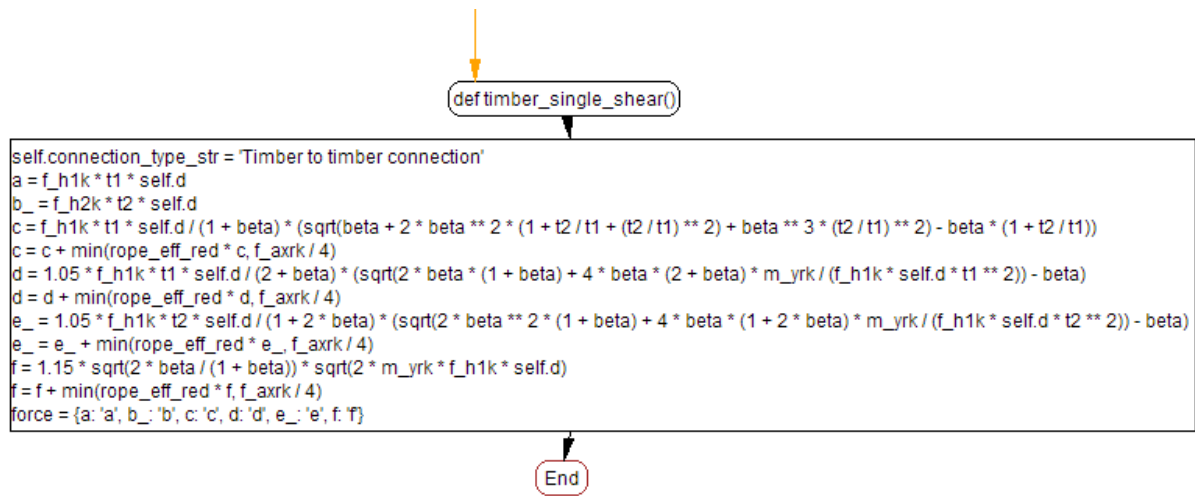 def timber_single_shear()
self.connection_type_str = 'Timber to timber connection'
a = f_h1k * t1 * self.d
b_ = f_h2k * t2 * self.d
c = f_h1k * t1 * self.d / (1 + beta) * (sqrt(beta + 2 * beta ** 2 * (1 + t2 / t1 + (t2 / t1) ** 2) + beta ** 3 * (t2 / t1) ** 2) - beta * (1 + t2 / t1))
c = c + min(rope_eff_red * c, f_axrk / 4)
d = 1.05 * f_h1k * t1 * self.d / (2 + beta) * (sqrt(2 * beta * (1 + beta) + 4 * beta * (2 + beta) * m_yrk / (f_h1k * self.d * t1 ** 2)) - beta)
d = d + min(rope_eff_red * d, f_axrk / 4)
e_ = 1.05 * f_h1k * t2 * self.d / (1 + 2 * beta) * (sqrt(2 * beta ** 2 * (1 + beta) + 4 * beta * (1 + 2 * beta) * m_yrk / (f_h1k * self.d * t2 ** 2)) - beta)
e_ = e_ + min(rope_eff_red * e_, f_axrk / 4)
f = 1.15 * sqrt(2 * beta / (1 + beta)) * sqrt(2 * m_yrk * f_h1k * self.d)
f = f + min(rope_eff_red * f, f_axrk / 4)
force = {a: 'a', b_: 'b', c: 'c', d: 'd', e_: 'e', f: 'f'}
End